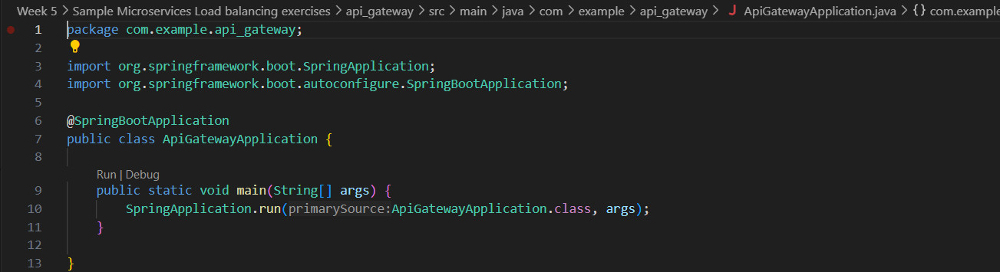 Week 5 > Sample Microservices Load balancing exercises > api_gateway > src > main > java > com > example > api_gateway > J ApiGatewayApplication.java > {} com.example
1 package com.example.api_gateway;
2
3 import org.springframework.boot.SpringApplication;
4 import org.springframework.boot.autoconfigure.SpringBootApplication;
5
6 @SpringBootApplication
7 public class ApiGatewayApplication {
8
Run | Debug
9 public static void main(String[] args) {
10 SpringApplication.run(primarySource:ApiGatewayApplication.class, args);
11 }
12
13 }